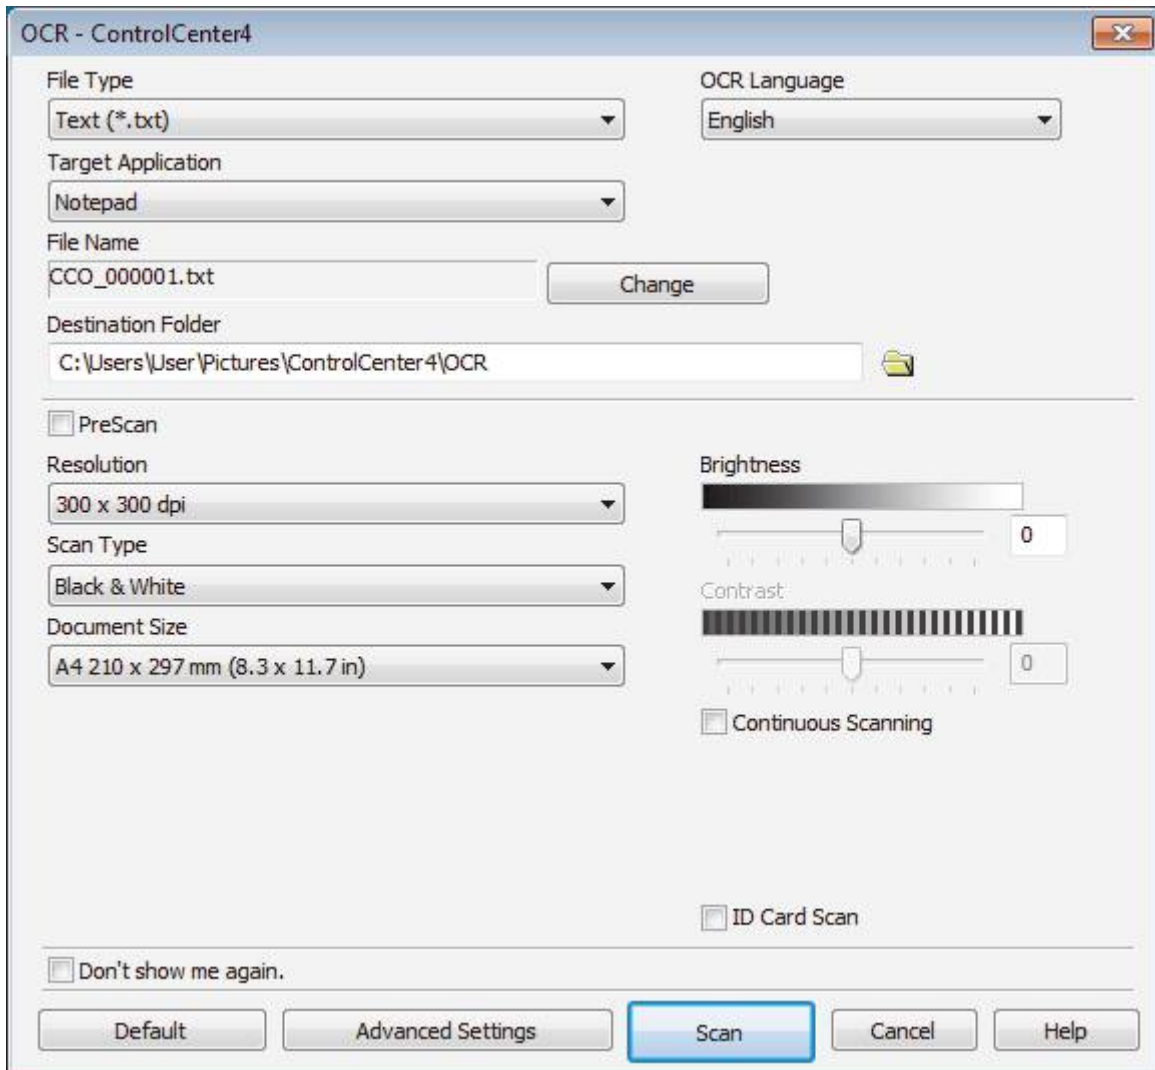 OCR - ControlCenter4
File Type
Text (*.txt)
OCR Language
English
Target Application
Notepad
File Name
CCO_000001.txt
Change
Destination Folder
C:\Users\User\Pictures\ControlCenter4\OCR
PreScan
Resolution
300 x 300 dpi
Scan Type
Black & White
Document Size
A4 210 x 297 mm (8.3 x 11.7 in)
Brightness
0
Contrast
0
Continuous Scanning
ID Card Scan
Don't show me again.
Default
Advanced Settings
Scan
Cancel
Help